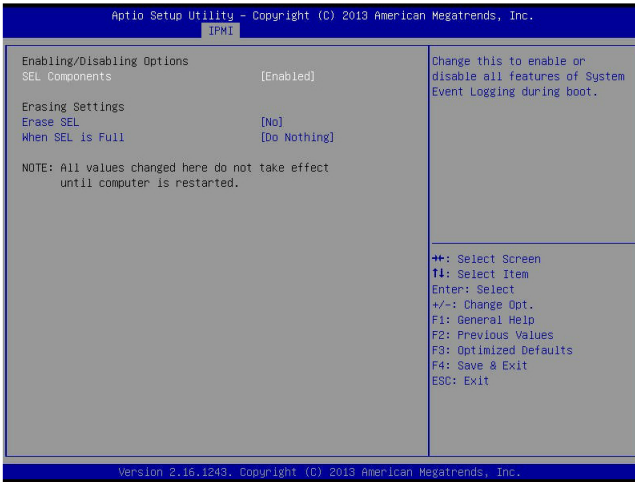 Aptio Setup Utility – Copyright (C) 2013 American Megatrends, Inc.
IPMI
Enabling/Disabling Options
SEL Components [Enabled]
Erasing Settings
Erase SEL [No]
When SEL is Full [Do Nothing]
NOTE: All values changed here do not take effect
until computer is restarted.
Change this to enable or
disable all features of System
Event Logging during boot.
→←: Select Screen
↑↓: Select Item
Enter: Select
+/-: Change Opt.
F1: General Help
F2: Previous Values
F3: Optimized Defaults
F4: Save & Exit
ESC: Exit
Version 2.16.1243. Copyright (C) 2013 American Megatrends, Inc.